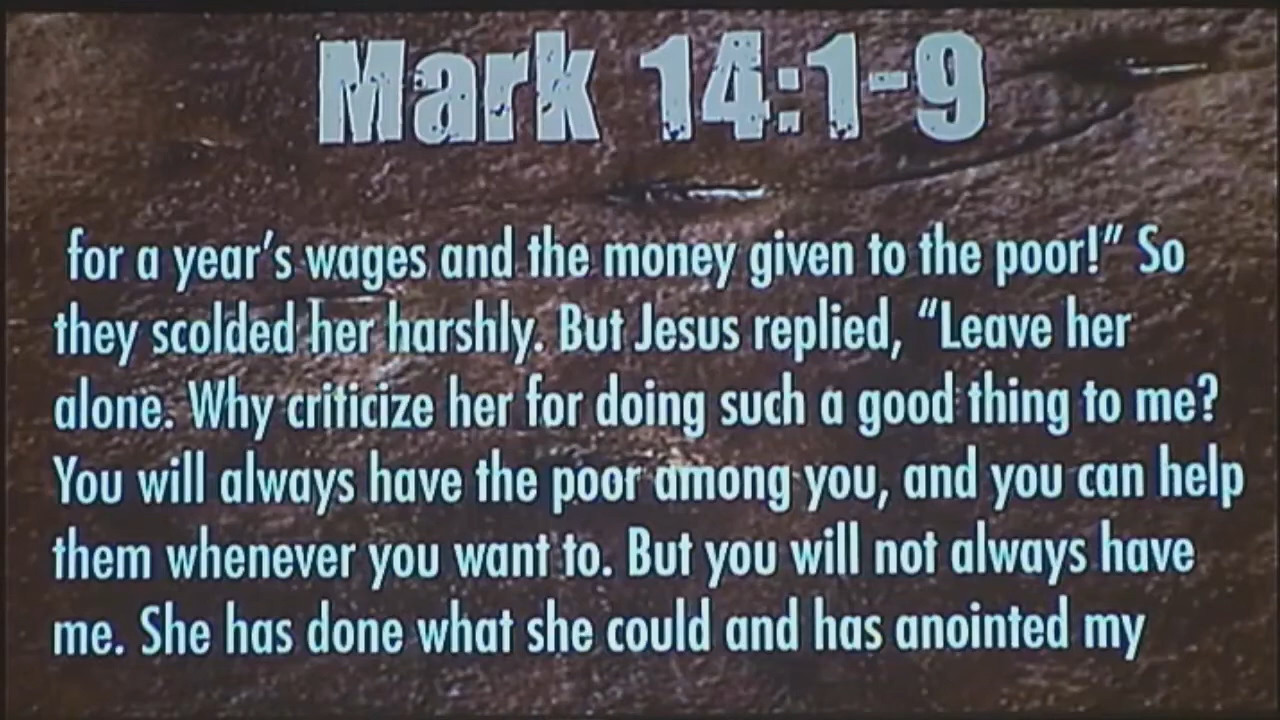 Mark 14:1-9
for a year's wages and the money given to the poor!” So
they scolded her harshly. But Jesus replied, “Leave her
alone. Why criticize her for doing such a good thing to me?
You will always have the poor among you, and you can help
them whenever you want to. But you will not always have
me. She has done what she could and has anointed my